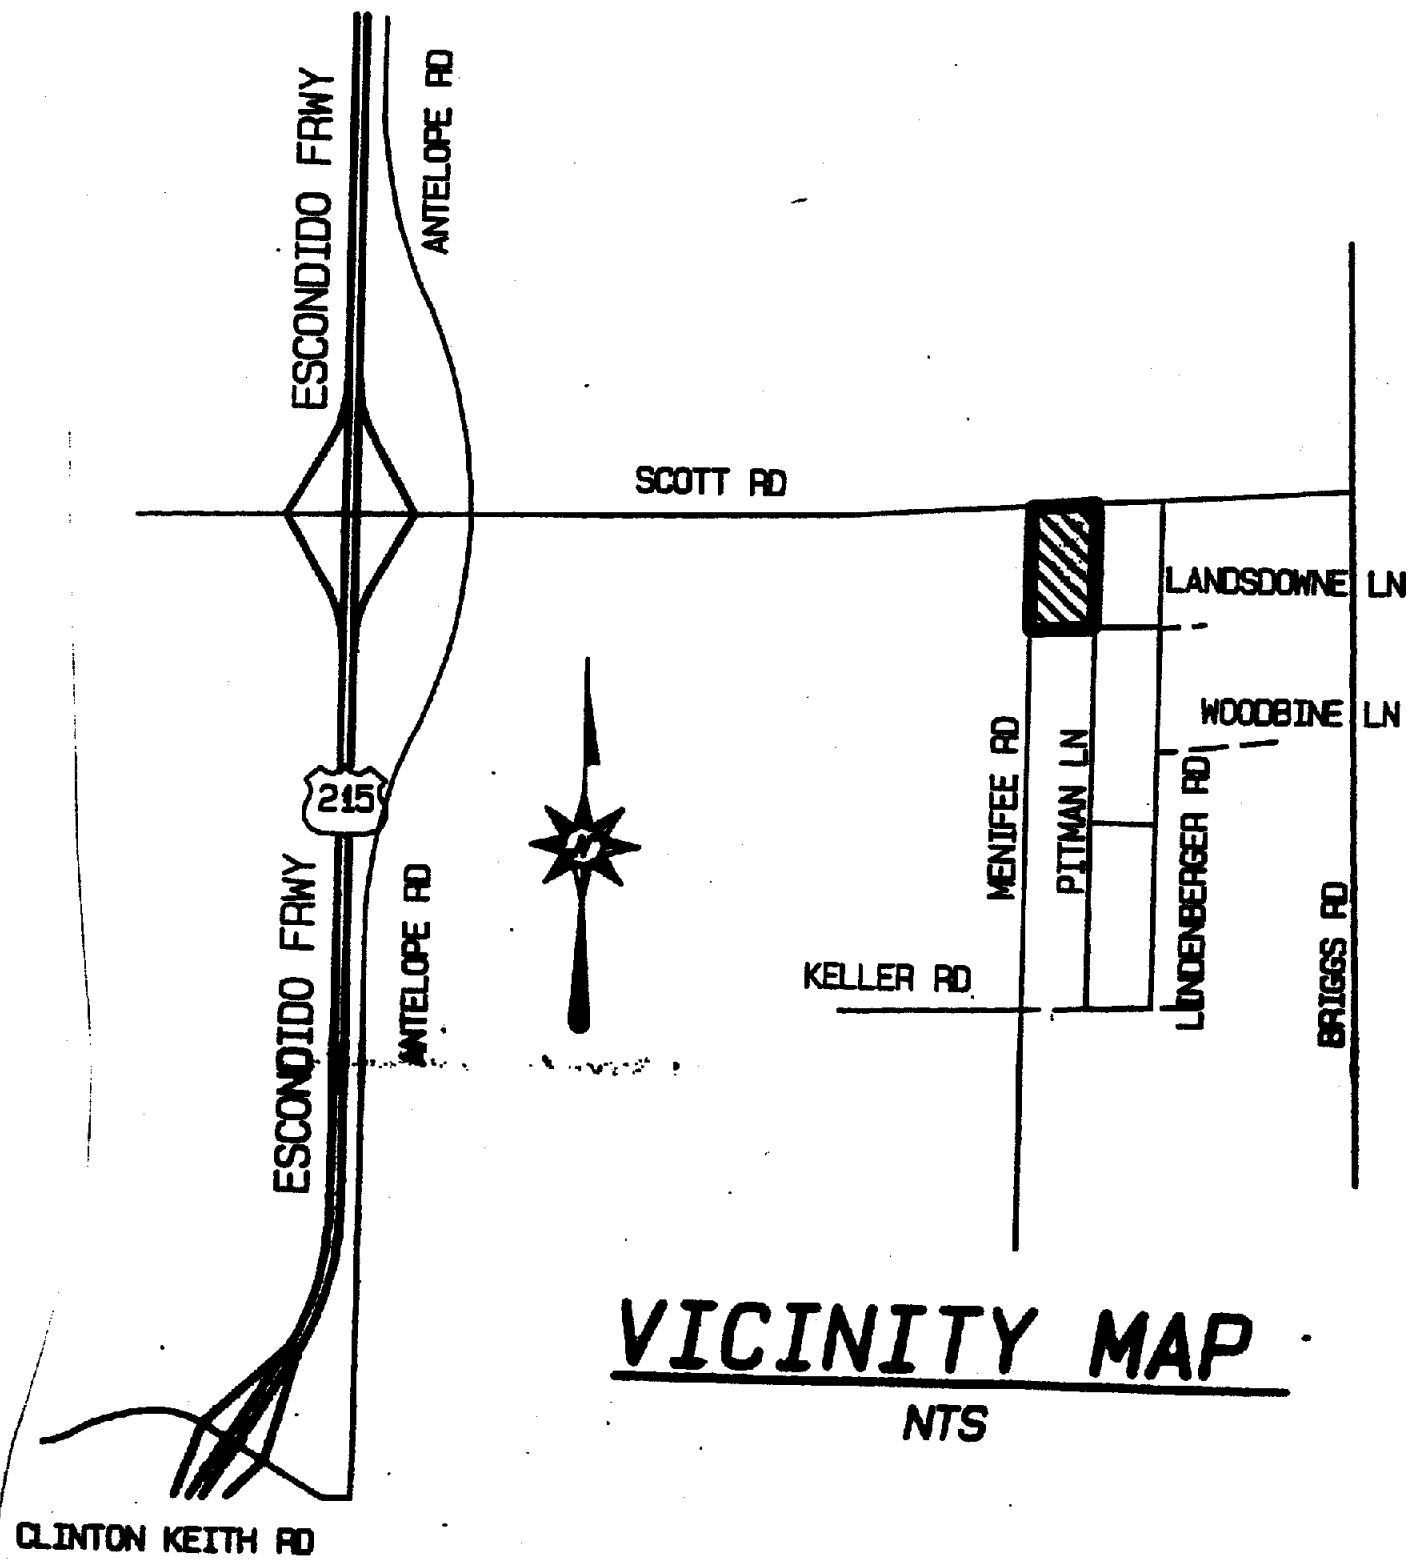 ESCONDIDO FRWY
ANTELOPE RD
SCOTT RD
LANDSDOWNE LN
WOODBINE LN
MENIFEE RD
PITMAN LN
215
N
LINDENBERGER RD
BRIGGS RD
KELLER RD
ESCONDIDO FRWY
ANTELOPE RD
VICINITY MAP
NTS
CLINTON KEITH RD